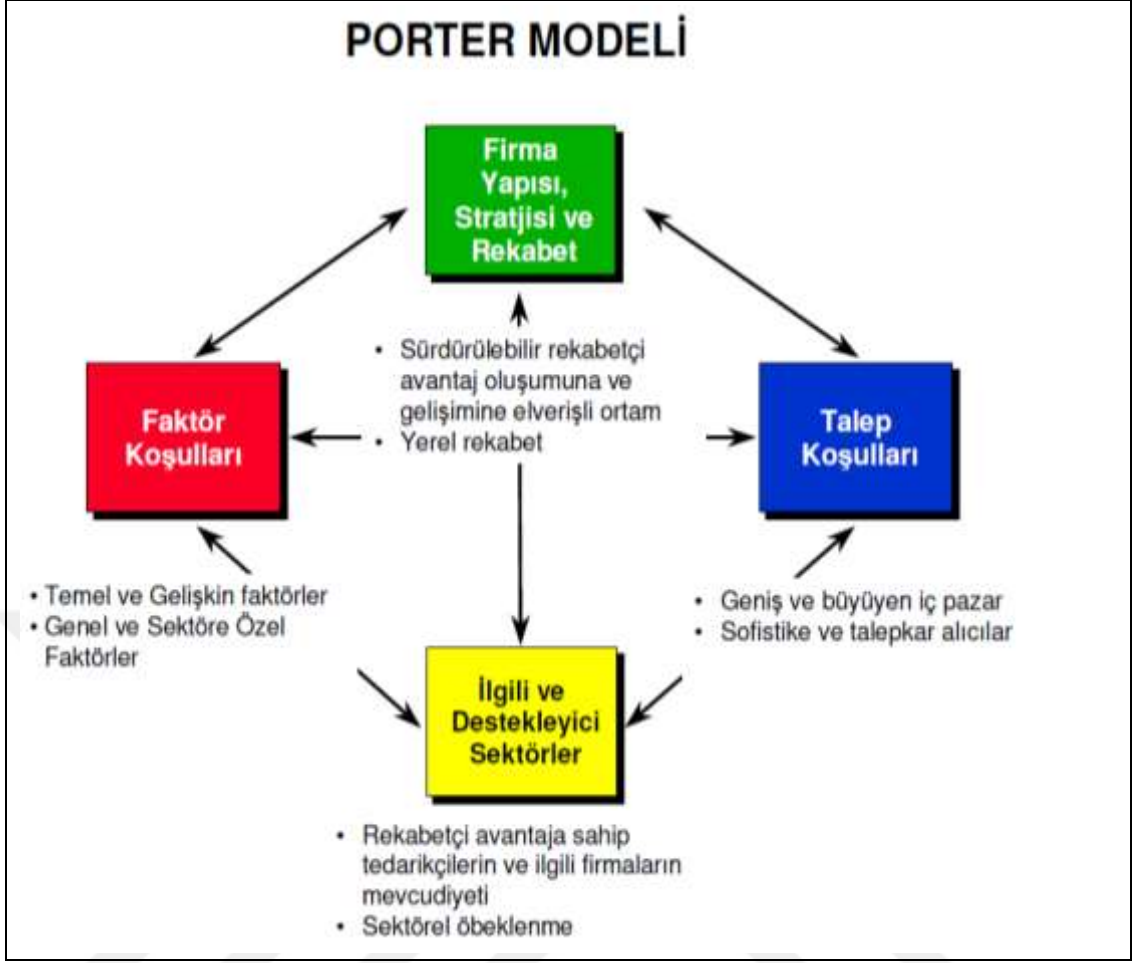 PORTER MODELİ
Firma
Yapısı,
Stratjisi ve
Rekabet
• Sürdürülebilir rekabetçi
avantaj oluşumuna ve
gelişimine elverişli ortam
• Yerel rekabet
Faktör
Koşulları
Talep
Koşulları
• Temel ve Gelişkin faktörler
• Genel ve Sektöre Özel
Faktörler
• Geniş ve büyüyen iç pazar
• Sofistike ve talepkar alıcılar
İlgili ve
Destekleyici
Sektörler
• Rekabetçi avantaja sahip
tedarikçilerin ve ilgili firmaların
mevcudiyeti
• Sektörel öbeklenme